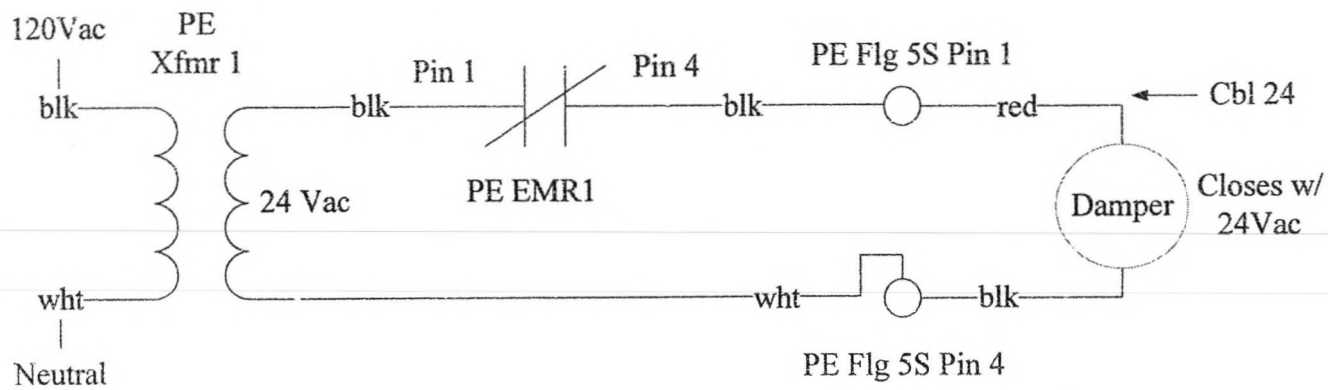 120Vac
PE
Xfmr 1
blk
Pin 1
Pin 4
PE Flg 5S Pin 1
blk
blk
red
Cbl 24
24 Vac
PE EMR1
Damper
Closes w/
24Vac
wht
wht
blk
Neutral
PE Flg 5S Pin 4